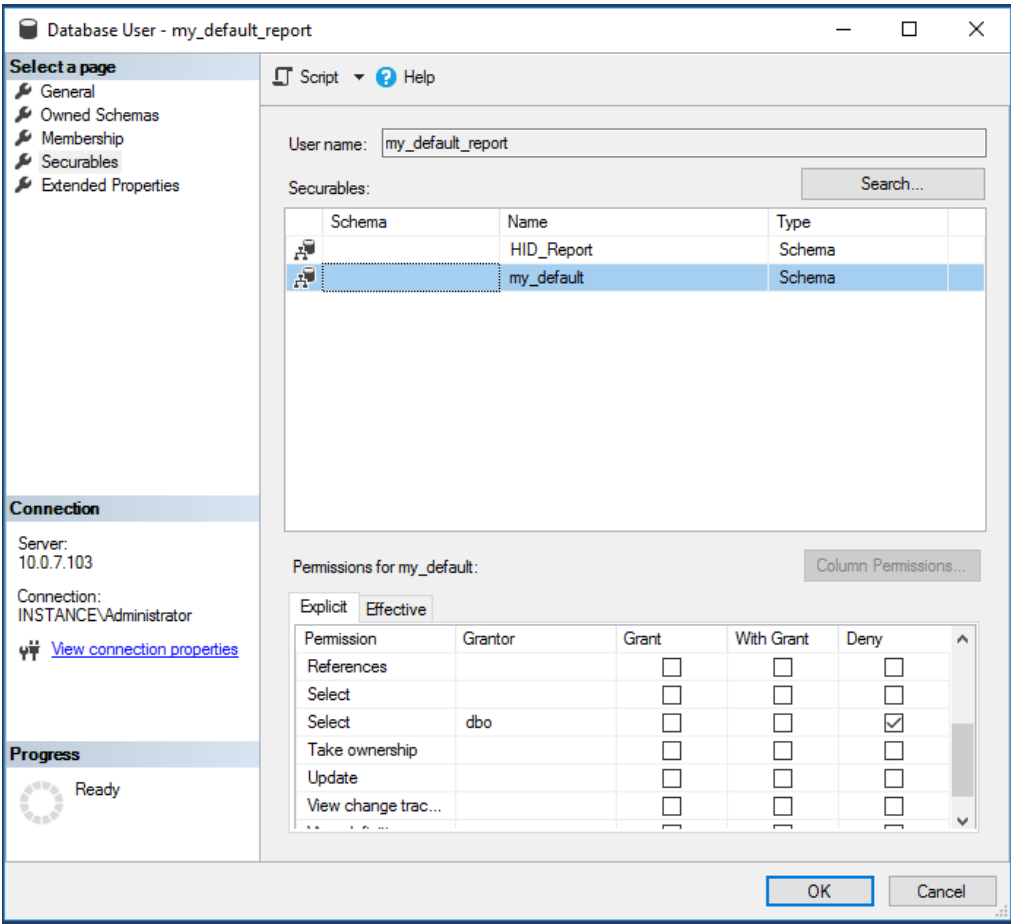 Database User - my_default_report
Select a page
General
Owned Schemas
Membership
Securables
Extended Properties
Connection
Server:
10.0.7.103
Connection:
INSTANCE\Administrator
View connection properties
Progress
Ready
Script Help
User name: my_default_report
Securables: Search...
Schema Name Type
HID_Report Schema
my_default Schema
Permissions for my_default: Column Permissions...
Explicit Effective
Permission Grantor Grant With Grant Deny
References
Select
Select dbo
Take ownership
Update
View change trac...
OK Cancel